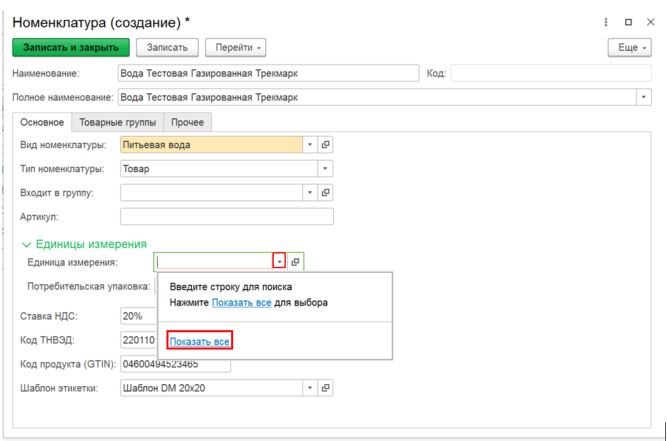 Номенклатура (создание) *
Записать и закрыть Записать Перейти Еще
Наименование: Вода Тестовая Газированная Трекмарк Код:
Полное наименование: Вода Тестовая Газированная Трекмарк
Основное Товарные группы Прочее
Вид номенклатуры: Питьевая вода
Тип номенклатуры: Товар
Входит в группу:
Артикул:
Единицы измерения
Единица измерения:
Потребительская упаковка:
Введите строку для поиска
Нажмите Показать все для выбора
Ставка НДС: 20%
Код ТНВЭД: 220110
Показать все
Код продукта (GTIN): 04600494523465
Шаблон этикетки: Шаблон DM 20x20